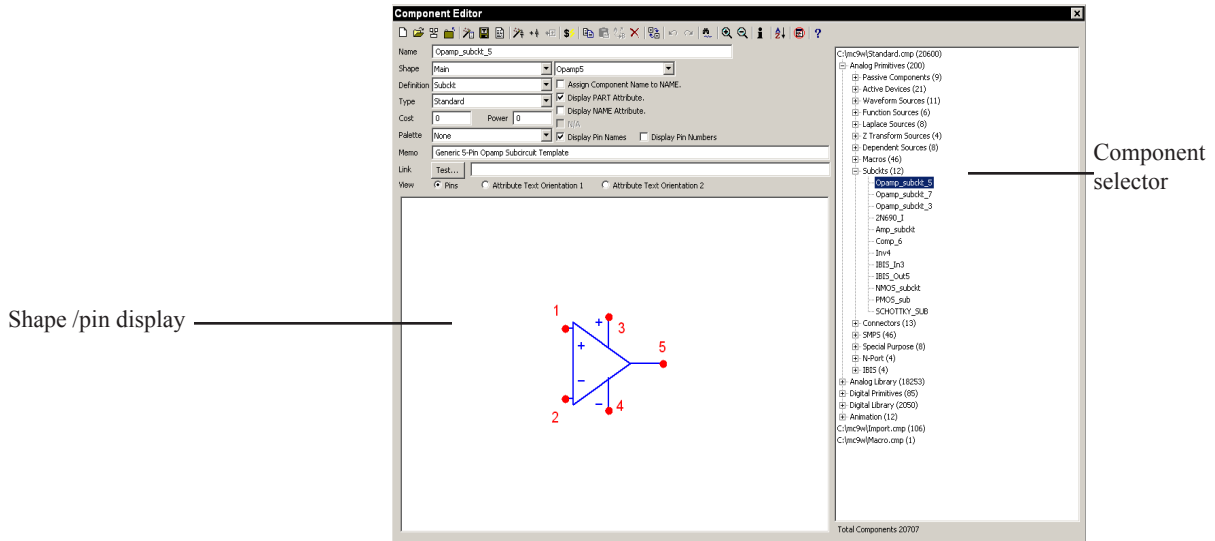 Component Editor
Name Opamp_subckt_5
Shape Main Opamp5
Definition Subckt Assign Component Name to NAME.
Type Standard Display PART Attribute.
Display NAME Attribute.
Cost 0 Power 0 N/A
Palette None Display Pin Names Display Pin Numbers
Memo Generic 5-Pin Opamp Subcircuit Template
Link Test...
View Pins Attribute Text Orientation 1 Attribute Text Orientation 2
1
+
3
+
5
−
2
−
4
Shape /pin display
C:\mc9w\Standard.cmp (20600)
Analog Primitives (200)
Passive Components (9)
Active Devices (21)
Waveform Sources (11)
Function Sources (6)
Laplace Sources (8)
Z Transform Sources (4)
Dependent Sources (8)
Macros (46)
Subckts (12)
Opamp_subckt_5
Opamp_subckt_7
Opamp_subckt_3
2N690_I
Amp_subckt
Comp_6
Inv4
IBIS_In3
IBIS_Out5
NMOS_subckt
PMOS_sub
SCHOTTKY_SUB
Connectors (13)
SMPS (46)
Special Purpose (8)
N-Port (4)
IBIS (4)
Analog Library (18253)
Digital Primitives (85)
Digital Library (2050)
Animation (12)
C:\mc9w\Import.cmp (106)
C:\mc9w\Macro.cmp (1)
Total Components 20707
Component
selector